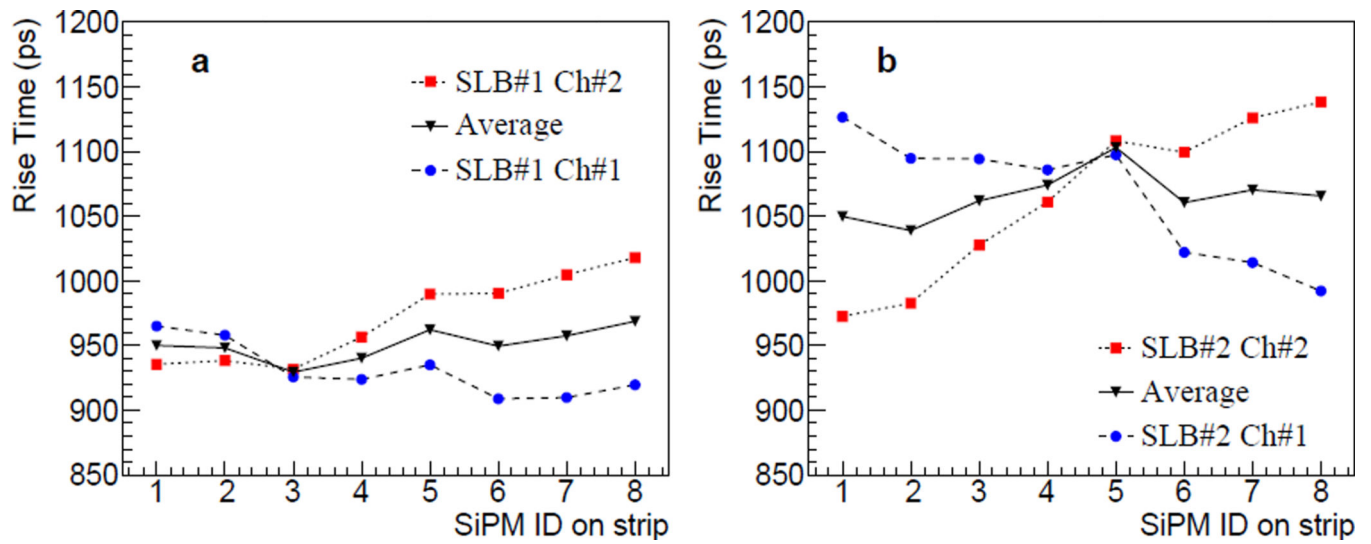 1200
1150
1100
1050
1000
950
900
850
Rise Time (ps)
a
SLB#1 Ch#2
Average
SLB#1 Ch#1
1 2 3 4 5 6 7 8
SiPM ID on strip
1200
1150
1100
1050
1000
950
900
850
Rise Time (ps)
b
SLB#2 Ch#2
Average
SLB#2 Ch#1
1 2 3 4 5 6 7 8
SiPM ID on strip